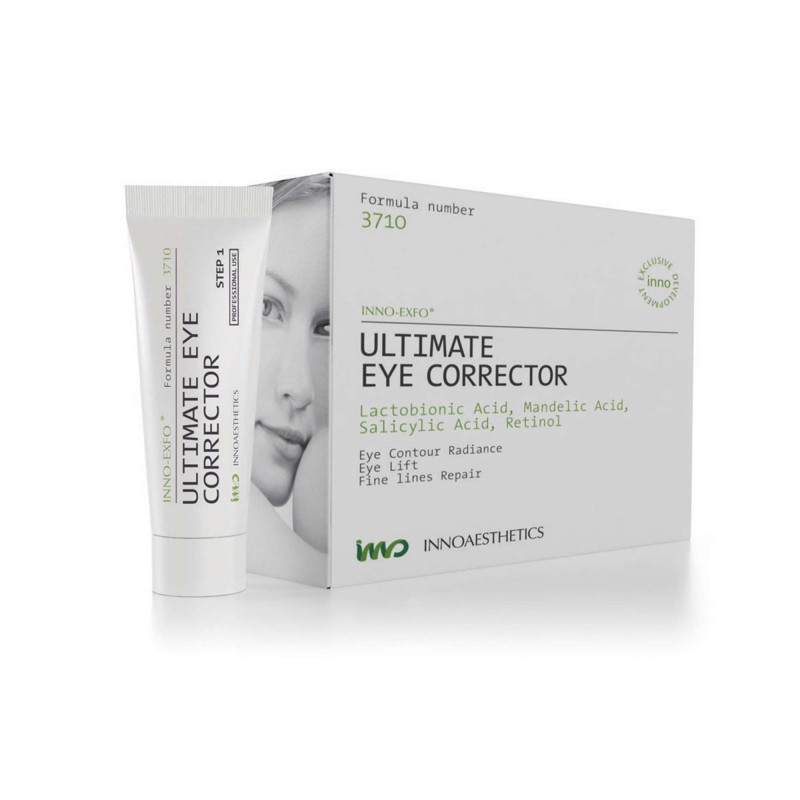 INNO-EXFO®
Formula number 3710
ULTIMATE EYE
CORRECTOR
STEP 1
PROFESSIONAL USE
inno INNOAESTHETICS
Formula number
3710
EXCLUSIVE DEVELOPMENT
inno
INNO-EXFO®
ULTIMATE
EYE CORRECTOR
Lactobionic Acid, Mandelic Acid,
Salicylic Acid, Retinol
Eye Contour Radiance
Eye Lift
Fine lines Repair
inno INNOAESTHETICS